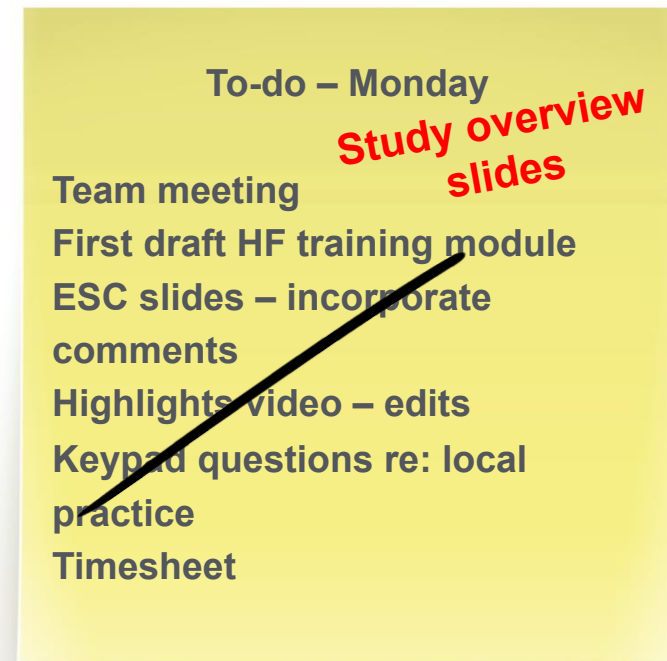 To-do – Monday
Study overview
slides
Team meeting
First draft HF training module
ESC slides – incorporate
comments
Highlights video – edits
Keypad questions re: local
practice
Timesheet